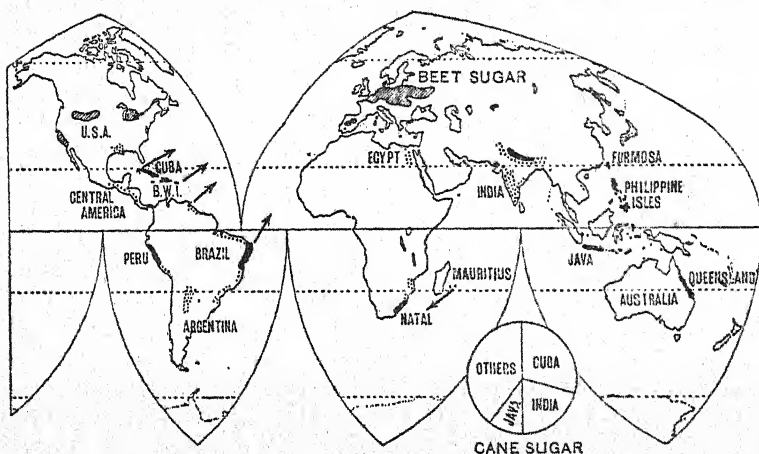 BEET SUGAR
U.S.A.
CUBA
B.W.I.
CENTRAL
AMERICA
EGYPT
INDIA
FORMOSA
PHILIPPINE
ISLES
PERU
BRAZIL
ARGENTINA
MAURITIUS
NATAL
JAVA
QUEENSLAND
AUSTRALIA
OTHERS
CUBA
JAVA
INDIA
CANE SUGAR